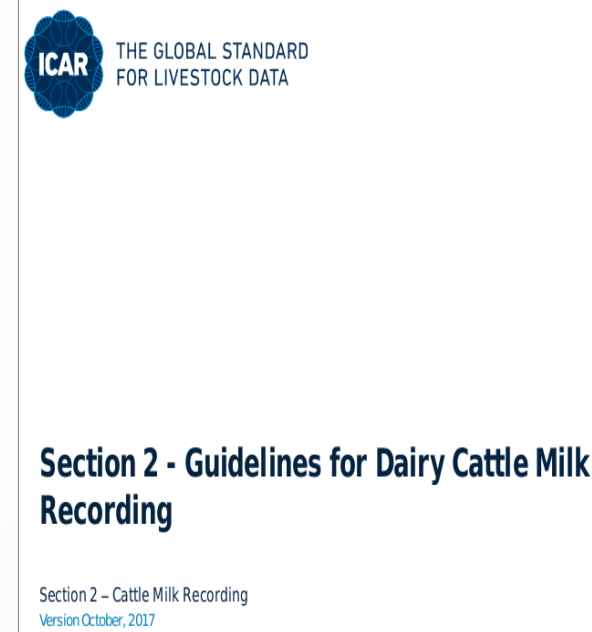 ICAR
THE GLOBAL STANDARD
FOR LIVESTOCK DATA
Section 2 - Guidelines for Dairy Cattle Milk
Recording
Section 2 – Cattle Milk Recording
Version October, 2017